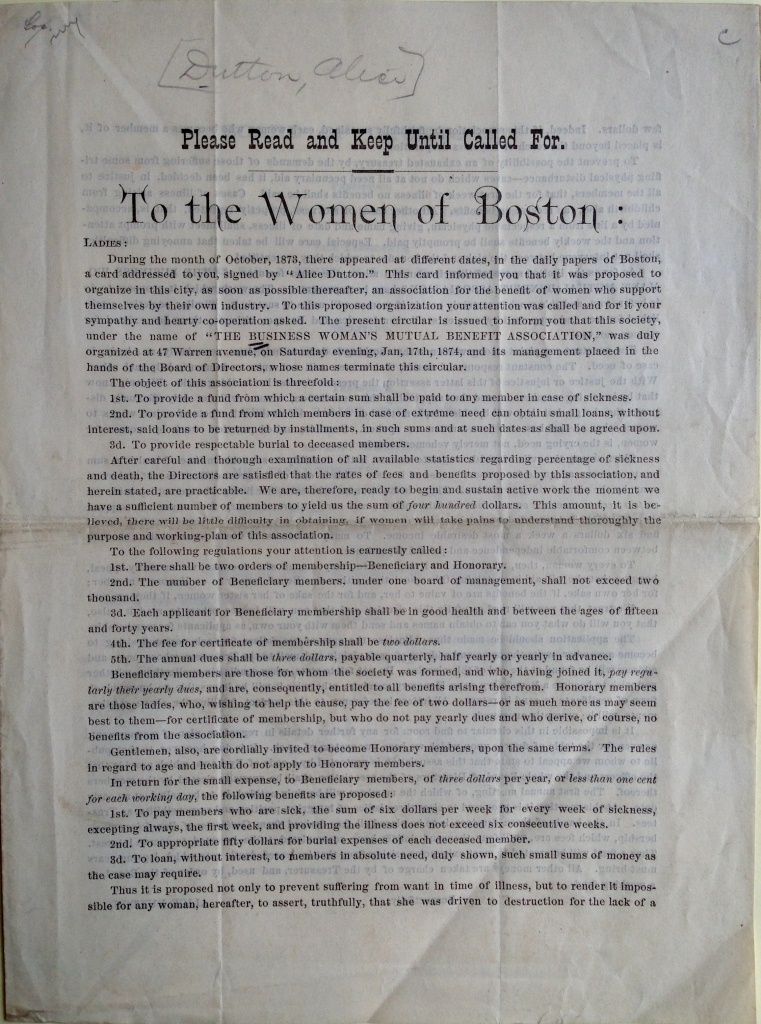 [Dutton, Alice]
C
Please Read and Keep Until Called For.
To the Women of Boston :
LADIES :
During the month of October, 1873, there appeared at different dates, in the daily papers of Boston,
a card addressed to you, signed by "Alice Dutton." This card informed you that it was proposed to
organize in this city, as soon as possible thereafter, an association for the benefit of women who support
themselves by their own industry. To this proposed organization your attention was called and for it your
sympathy and hearty co-operation asked. The present circular is issued to inform you that this society,
under the name of "THE BUSINESS WOMAN'S MUTUAL BENEFIT ASSOCIATION," was duly
organized at 47 Warren avenue, on Saturday evening, Jan, 17th, 1874, and its management placed in the
hands of the Board of Directors, whose names terminate this circular.
The object of this association is threefold :
1st. To provide a fund from which a certain sum shall be paid to any member in case of sickness.
2nd. To provide a fund from which members in case of extreme need can obtain small loans, without
interest, said loans to be returned by installments, in such sums and at such dates as shall be agreed upon.
3d. To provide respectable burial to deceased members.
After careful and thorough examination of all available statistics regarding percentage of sickness
and death, the Directors are satisfied that the rates of fees and benefits proposed by this association, and
herein stated, are practicable. We are, therefore, ready to begin and sustain active work the moment we
have a sufficient number of members to yield us the sum of four hundred dollars. This amount, it is be-
lieved, there will be little difficulty in obtaining, if women will take pains to understand thoroughly the
purpose and working-plan of this association.
To the following regulations your attention is earnestly called :
1st. There shall be two orders of membership—Beneficiary and Honorary.
2nd. The number of Beneficiary members, under one board of management, shall not exceed two
thousand.
3d. Each applicant for Beneficiary membership shall be in good health and between the ages of fifteen
and forty years.
4th. The fee for certificate of membership shall be two dollars.
5th. The annual dues shall be three dollars, payable quarterly, half yearly or yearly in advance.
Beneficiary members are those for whom the society was formed, and who, having joined it, pay regu-
larly their yearly dues, and are, consequently, entitled to all benefits arising therefrom. Honorary members
are those ladies, who, wishing to help the cause, pay the fee of two dollars—or as much more as may seem
best to them—for certificate of membership, but who do not pay yearly dues and who derive, of course, no
benefits from the association.
Gentlemen, also, are cordially invited to become Honorary members, upon the same terms. The rules
in regard to age and health do not apply to Honorary members.
In return for the small expense, to Beneficiary members, of three dollars per year, or less than one cent
for each working day, the following benefits are proposed :
1st. To pay members who are sick, the sum of six dollars per week for every week of sickness,
excepting always, the first week, and providing the illness does not exceed six consecutive weeks.
2nd. To appropriate fifty dollars for burial expenses of each deceased member.
3d. To loan, without interest, to members in absolute need, duly shown, such small sums of money as
the case may require.
Thus it is proposed not only to prevent suffering from want in time of illness, but to render it impos-
sible for any woman, hereafter, to assert, truthfully, that she was driven to destruction for the lack of a